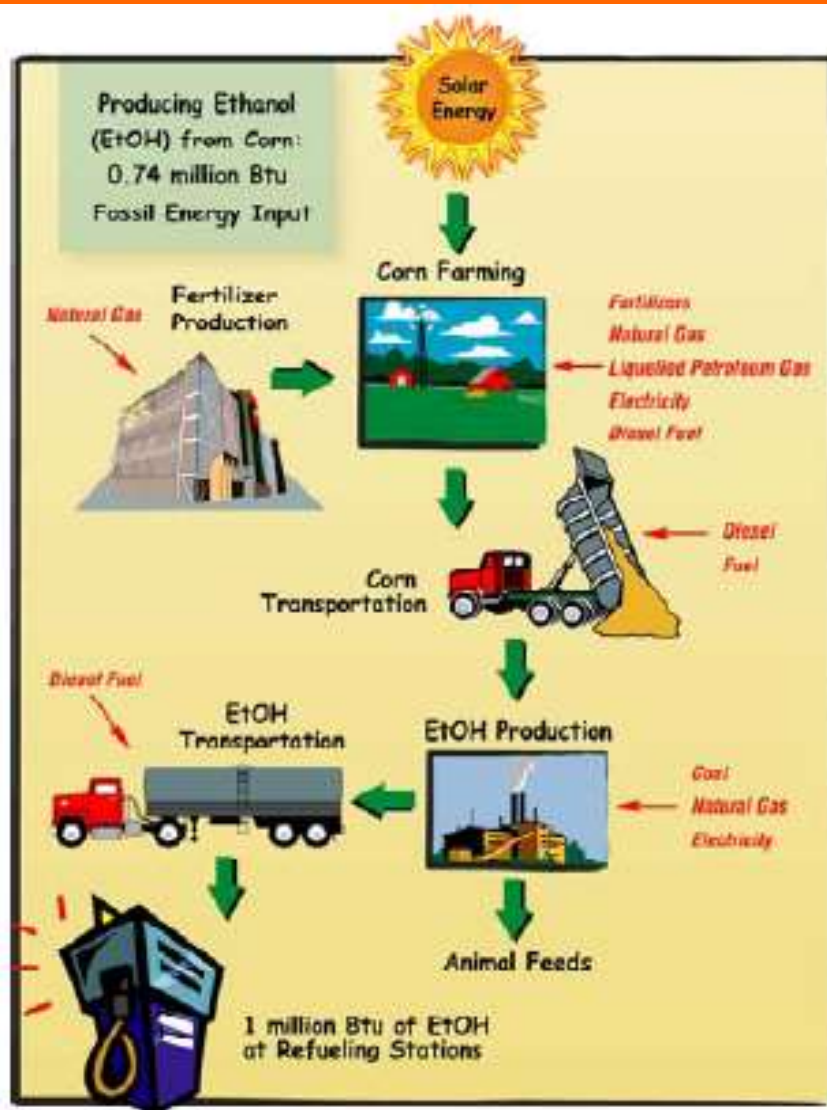 Solar
Energy
Producing Ethanol
(EtOH) from Corn:
0.74 million Btu
Fossil Energy Input
Corn Farming
Fertilizer
Production
Natural Gas
Fertilizers
Natural Gas
Liquefied Petroleum Gas
Electricity
Diesel Fuel
Diesel
Fuel
Corn
Transportation
Diesel Fuel
EtOH
Transportation
EtOH Production
Coal
Natural Gas
Electricity
Animal Feeds
1 million Btu of EtOH
at Refueling Stations